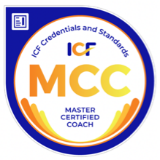 ICF Credentials and Standards
ICF
MCC
MASTER
CERTIFIED
COACH